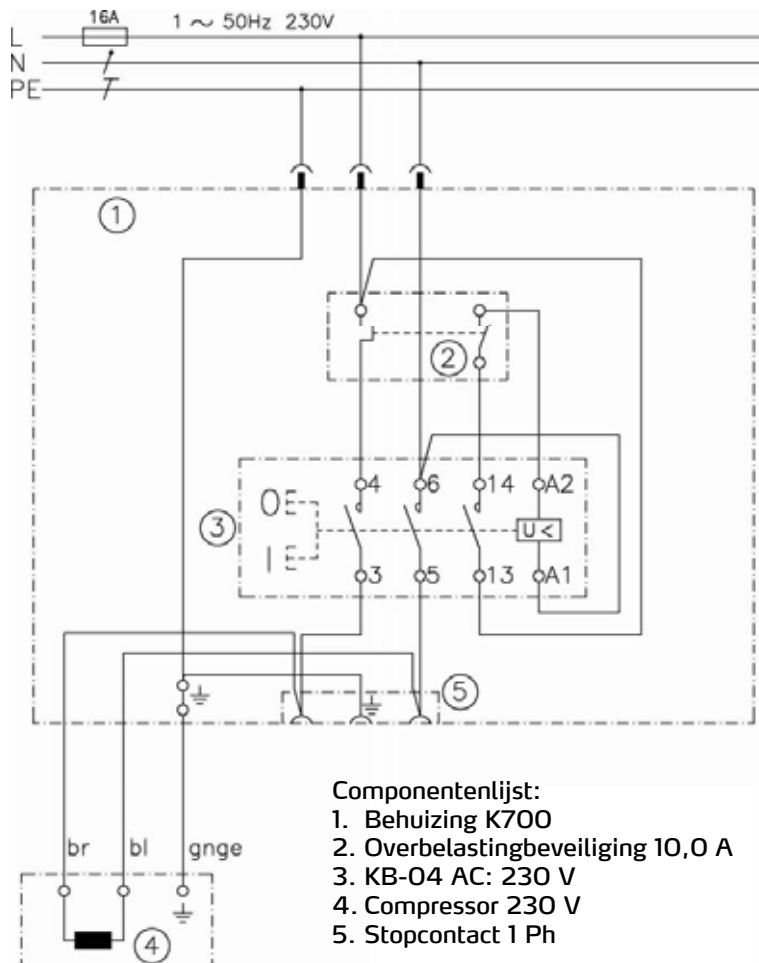 16A 1 ~ 50Hz 230V
L
N
PE
1
2
4 6 14 A2
0
3 U<
I
3 5 13 A1
5
br bl gnge
4
Componentenlijst:
1. Behuizing K700
2. Overbelastingbeveiliging 10,0 A
3. KB-04 AC: 230 V
4. Compressor 230 V
5. Stopcontact 1 Ph